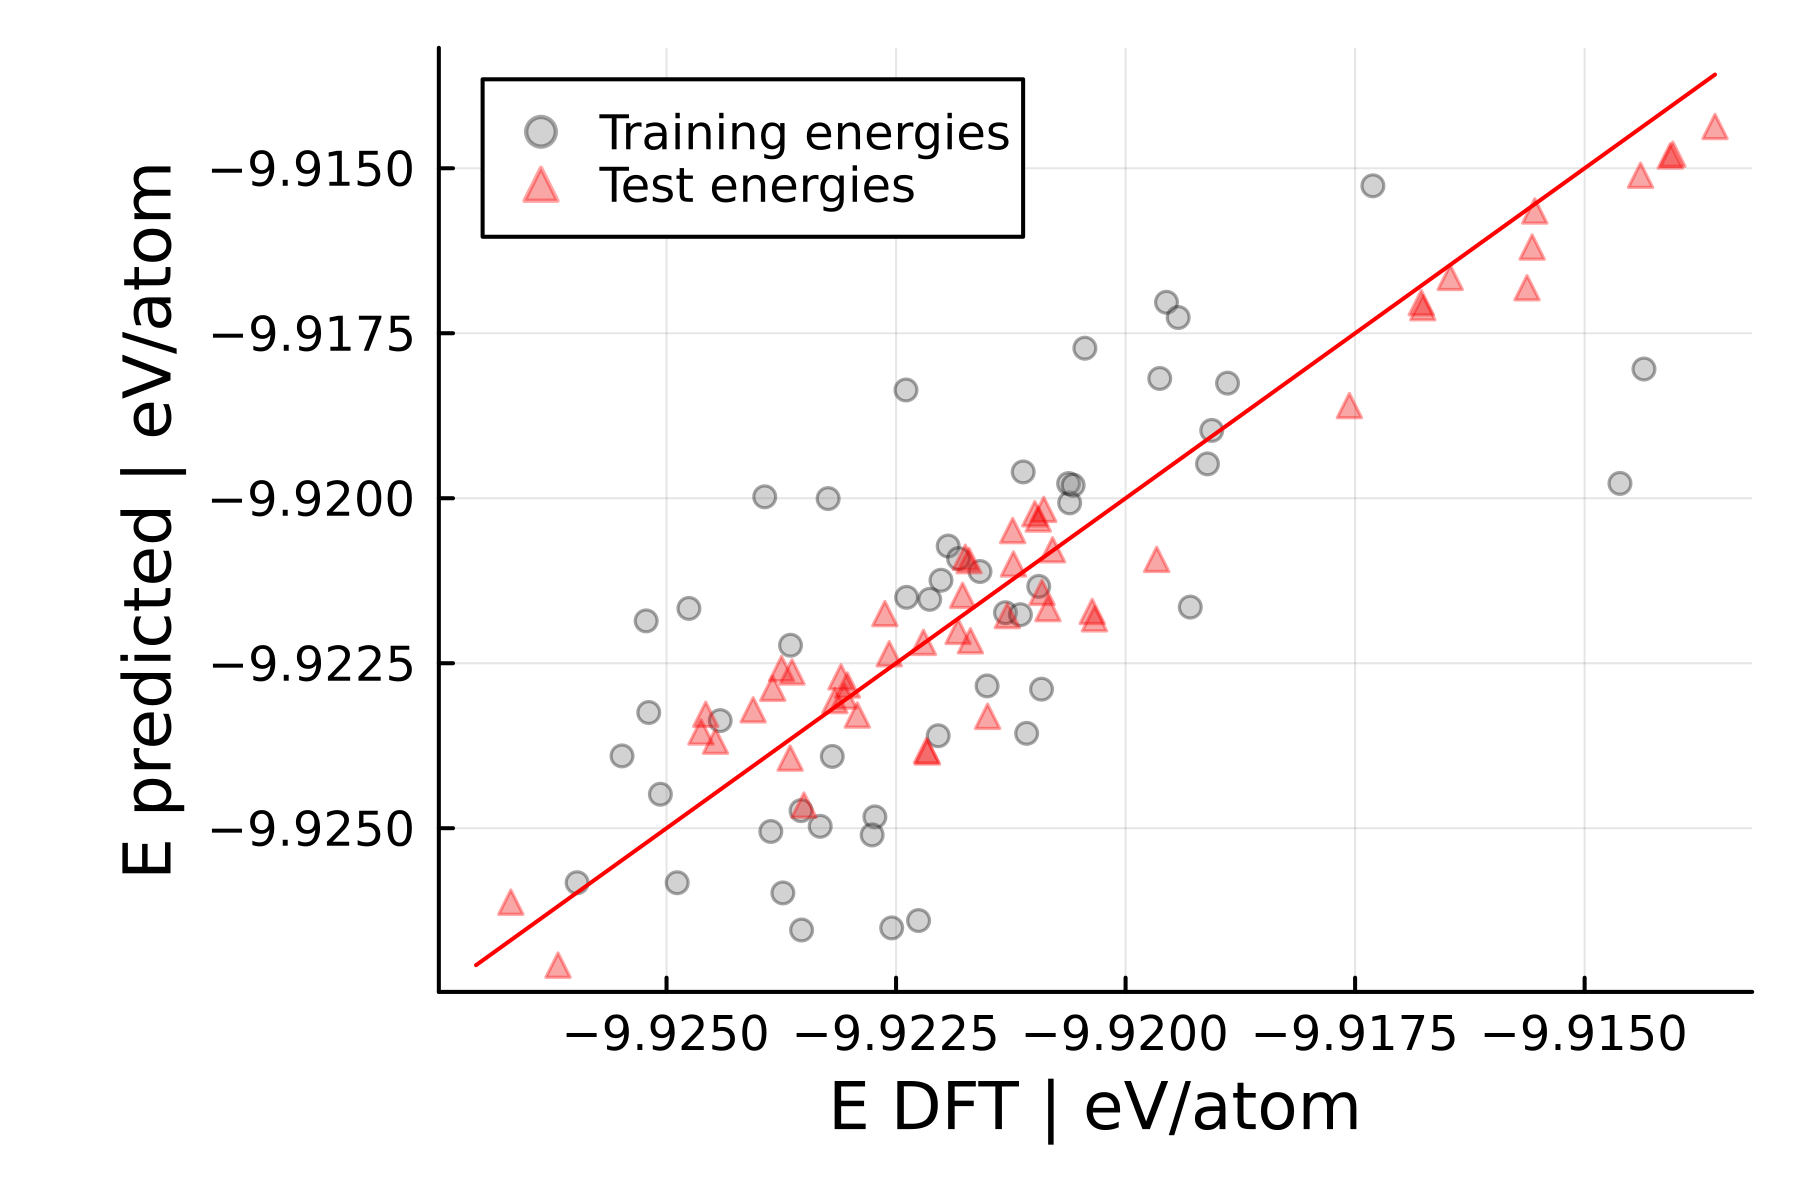 Training energies
Test energies
E predicted | eV/atom
−9.9150
−9.9175
−9.9200
−9.9225
−9.9250
−9.9250 −9.9225 −9.9200 −9.9175 −9.9150
E DFT | eV/atom